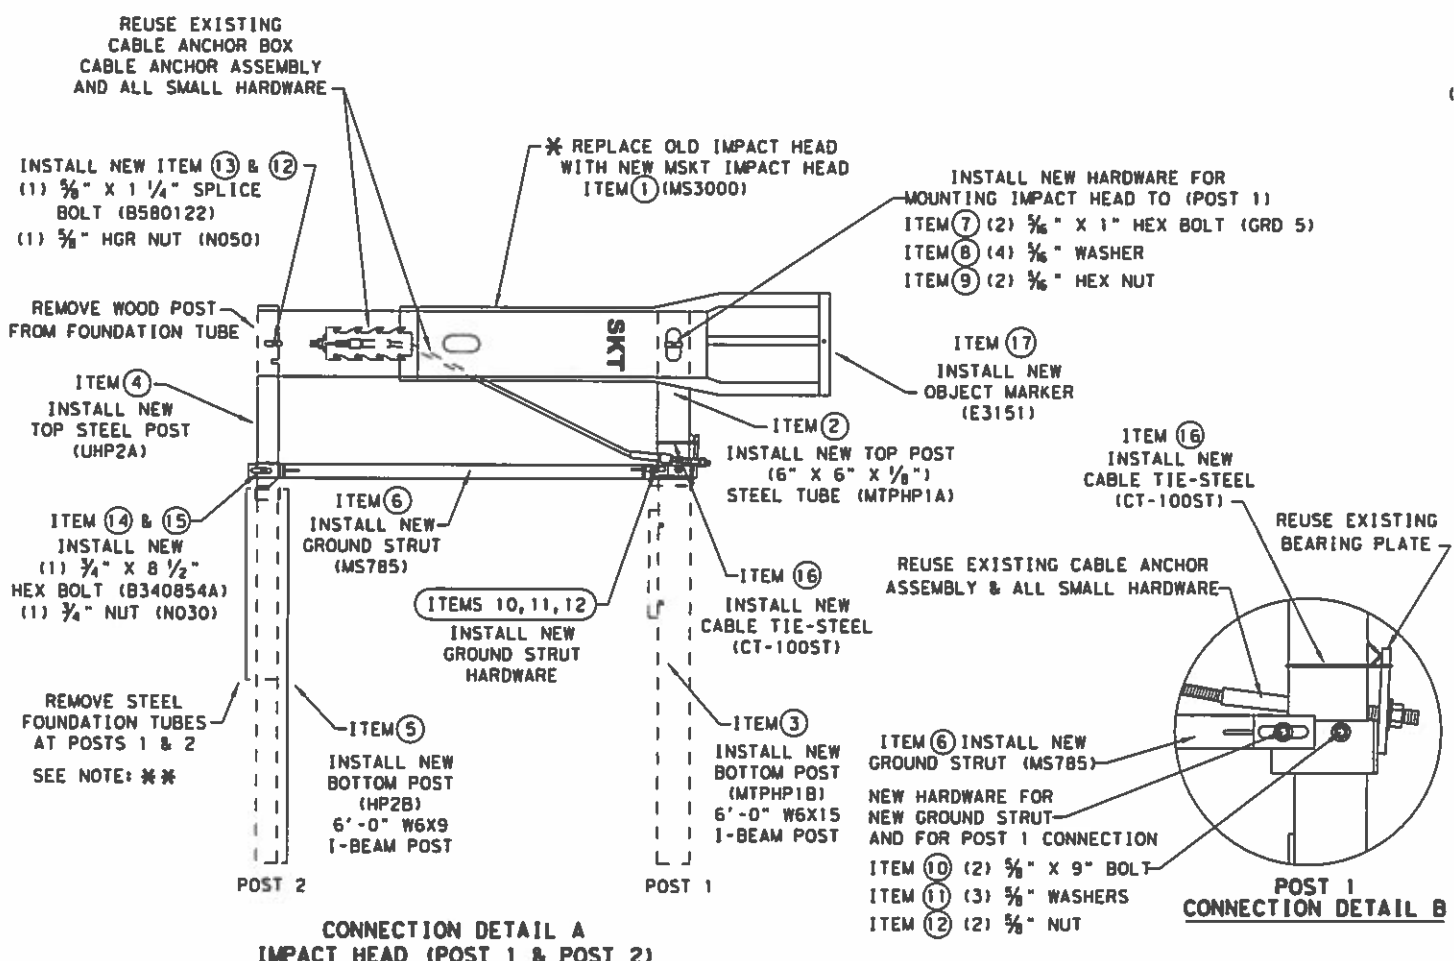 REUSE EXISTING
CABLE ANCHOR BOX
CABLE ANCHOR ASSEMBLY
AND ALL SMALL HARDWARE
INSTALL NEW ITEM 13 & 12
(1) 5/8" X 1 1/4" SPLICE
BOLT (B580122)
(1) 5/8" HGR NUT (N050)
* REPLACE OLD IMPACT HEAD
WITH NEW MSKT IMPACT HEAD
ITEM 1 (MS3000)
INSTALL NEW HARDWARE FOR
MOUNTING IMPACT HEAD TO (POST 1)
ITEM 7 (2) 5/16" X 1" HEX BOLT (GRD 5)
ITEM 8 (4) 5/16" WASHER
ITEM 9 (2) 5/16" HEX NUT
REMOVE WOOD POST
FROM FOUNDATION TUBE
SKT
ITEM 17
INSTALL NEW
OBJECT MARKER
(E3151)
ITEM 4
INSTALL NEW
TOP STEEL POST
(UHP2A)
ITEM 2
INSTALL NEW TOP POST
(6" X 6" X 1/8")
STEEL TUBE (MTPHP1A)
ITEM 16
INSTALL NEW
CABLE TIE-STEEL
(CT-100ST)
REUSE EXISTING
BEARING PLATE
ITEM 14 & 15
INSTALL NEW
(1) 3/4" X 8 1/2"
HEX BOLT (B340854A)
(1) 3/4" NUT (N030)
ITEM 6
INSTALL NEW
GROUND STRUT
(MS785)
ITEMS 10,11,12
INSTALL NEW
GROUND STRUT
HARDWARE
ITEM 16
INSTALL NEW
CABLE TIE-STEEL
(CT-100ST)
REUSE EXISTING CABLE ANCHOR
ASSEMBLY & ALL SMALL HARDWARE
REMOVE STEEL
FOUNDATION TUBES
AT POSTS 1 & 2
SEE NOTE: * *
ITEM 5
INSTALL NEW
BOTTOM POST
(HP2B)
6'-0" W6X9
I-BEAM POST
ITEM 3
INSTALL NEW
BOTTOM POST
(MTPHP1B)
6'-0" W6X15
I-BEAM POST
ITEM 6 INSTALL NEW
GROUND STRUT (MS785)
NEW HARDWARE FOR
NEW GROUND STRUT
AND FOR POST 1 CONNECTION
ITEM 10 (2) 5/8" X 9" BOLT
ITEM 11 (3) 5/8" WASHERS
ITEM 12 (2) 5/8" NUT
POST 2
POST 1
POST 1
CONNECTION DETAIL B
CONNECTION DETAIL A
IMPACT HEAD (POST 1 & POST 2)